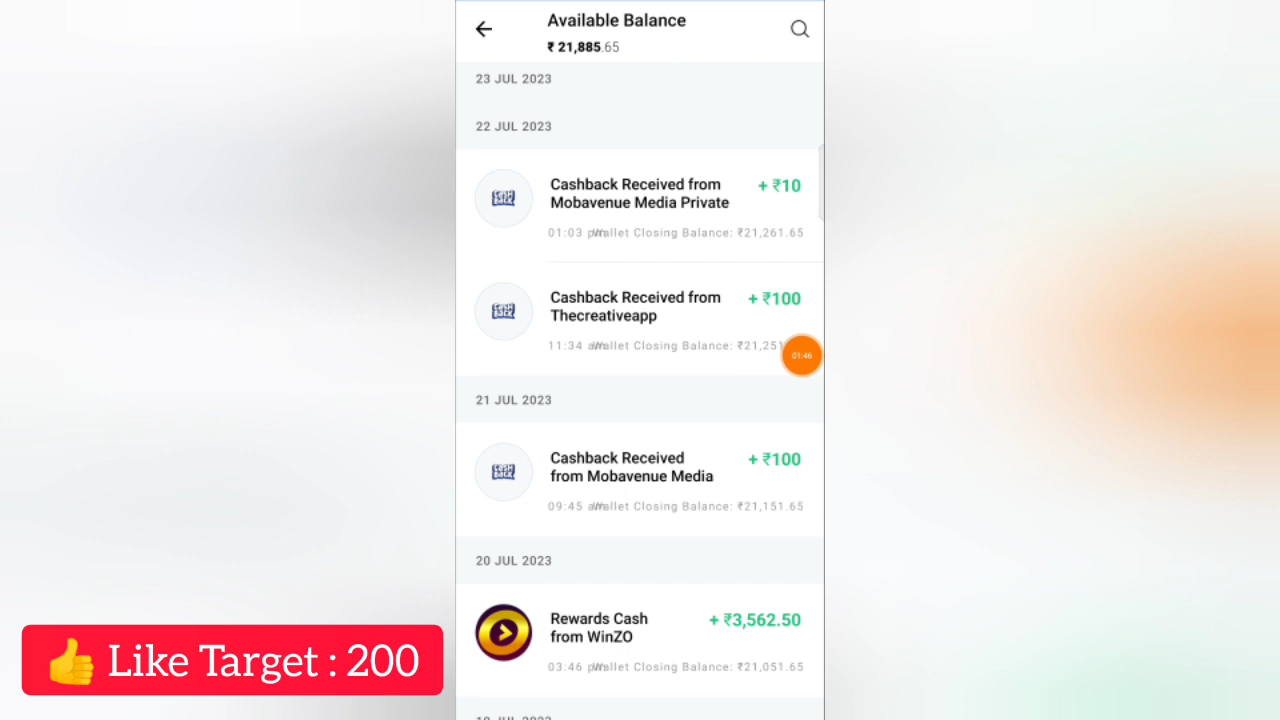 Available Balance
₹ 21,885.65
23 JUL 2023
22 JUL 2023
Cashback Received from
Mobavenue Media Private
+ ₹10
01:03 pm Wallet Closing Balance: ₹21,261.65
Cashback Received from
Thecreativeapp
+ ₹100
11:34 am Wallet Closing Balance: ₹21,251
01:46
21 JUL 2023
Cashback Received
from Mobavenue Media
+ ₹100
09:45 am Wallet Closing Balance: ₹21,151.65
20 JUL 2023
Rewards Cash
from WinZO
+ ₹3,562.50
03:46 pm Wallet Closing Balance: ₹21,051.65
👍 Like Target : 200